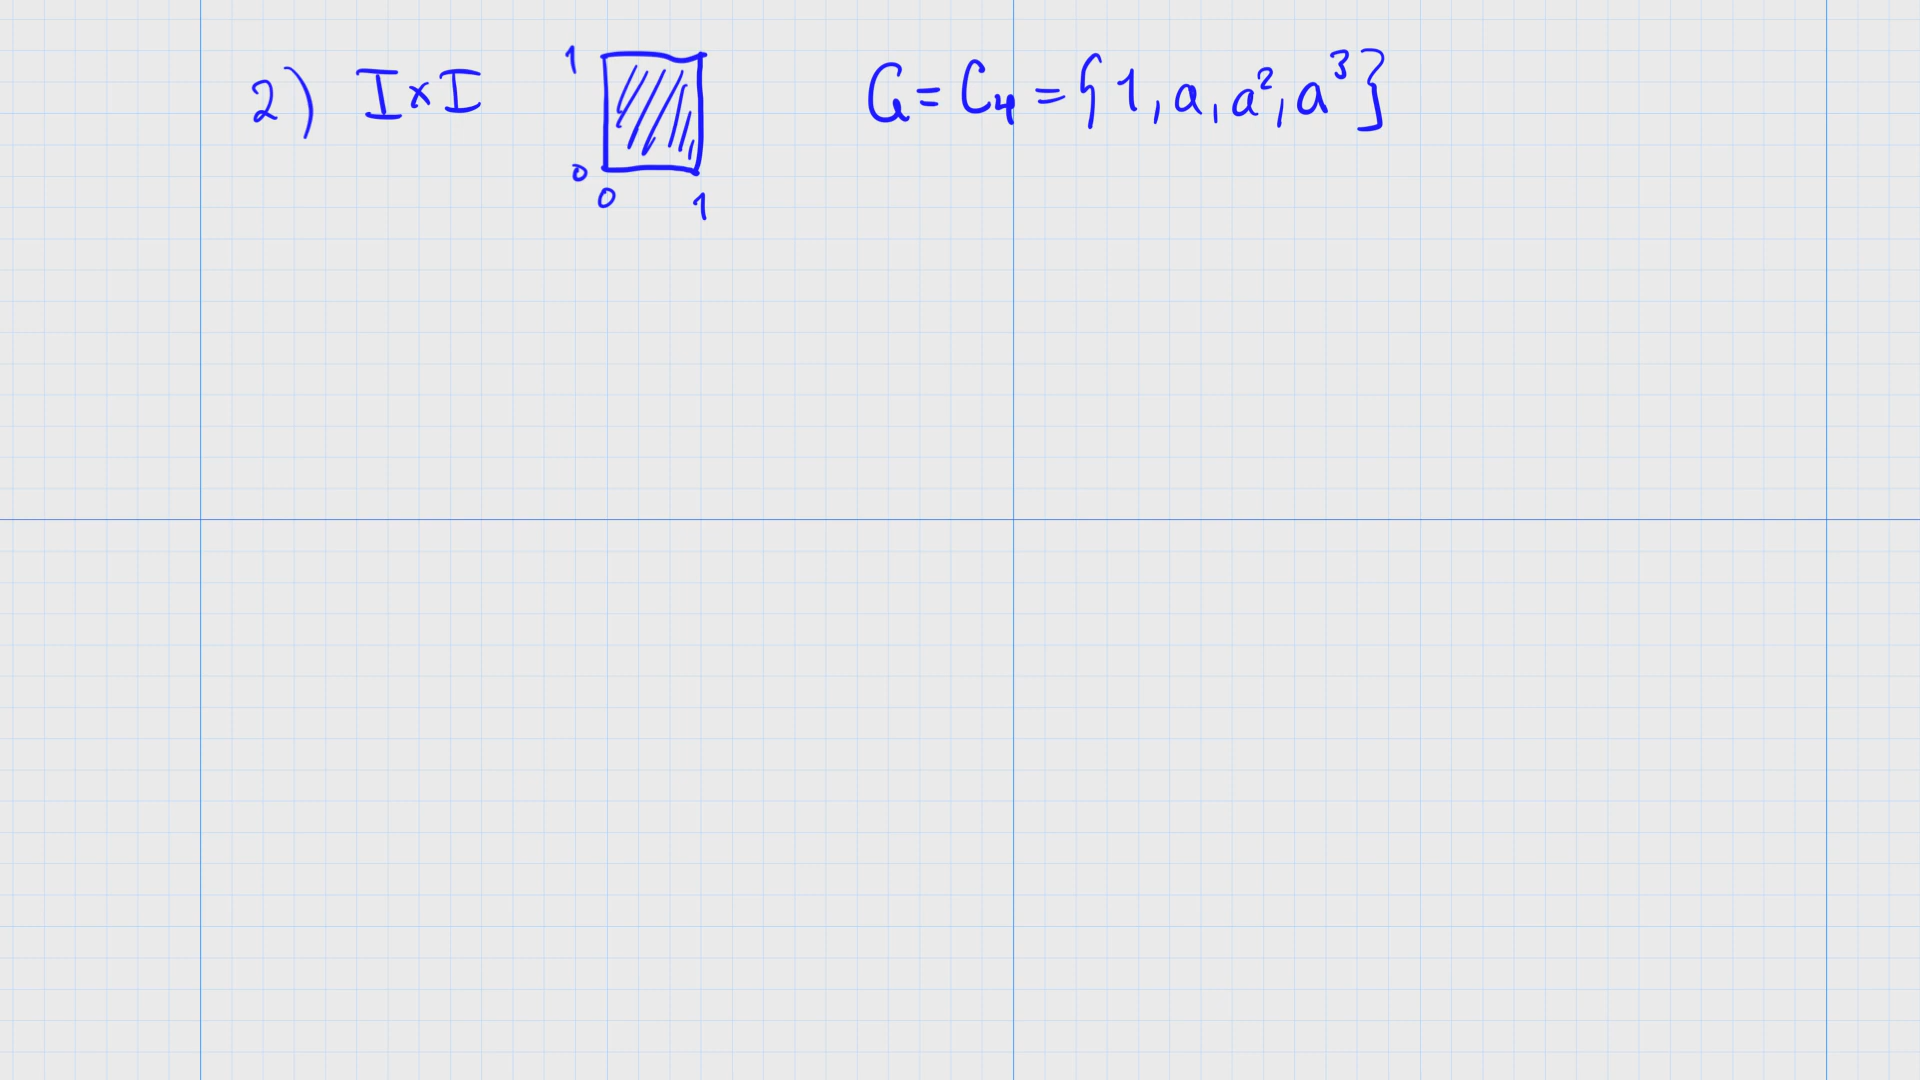 2) I×I 1 0 0 1 G = C₄ = {1, a, a², a³}